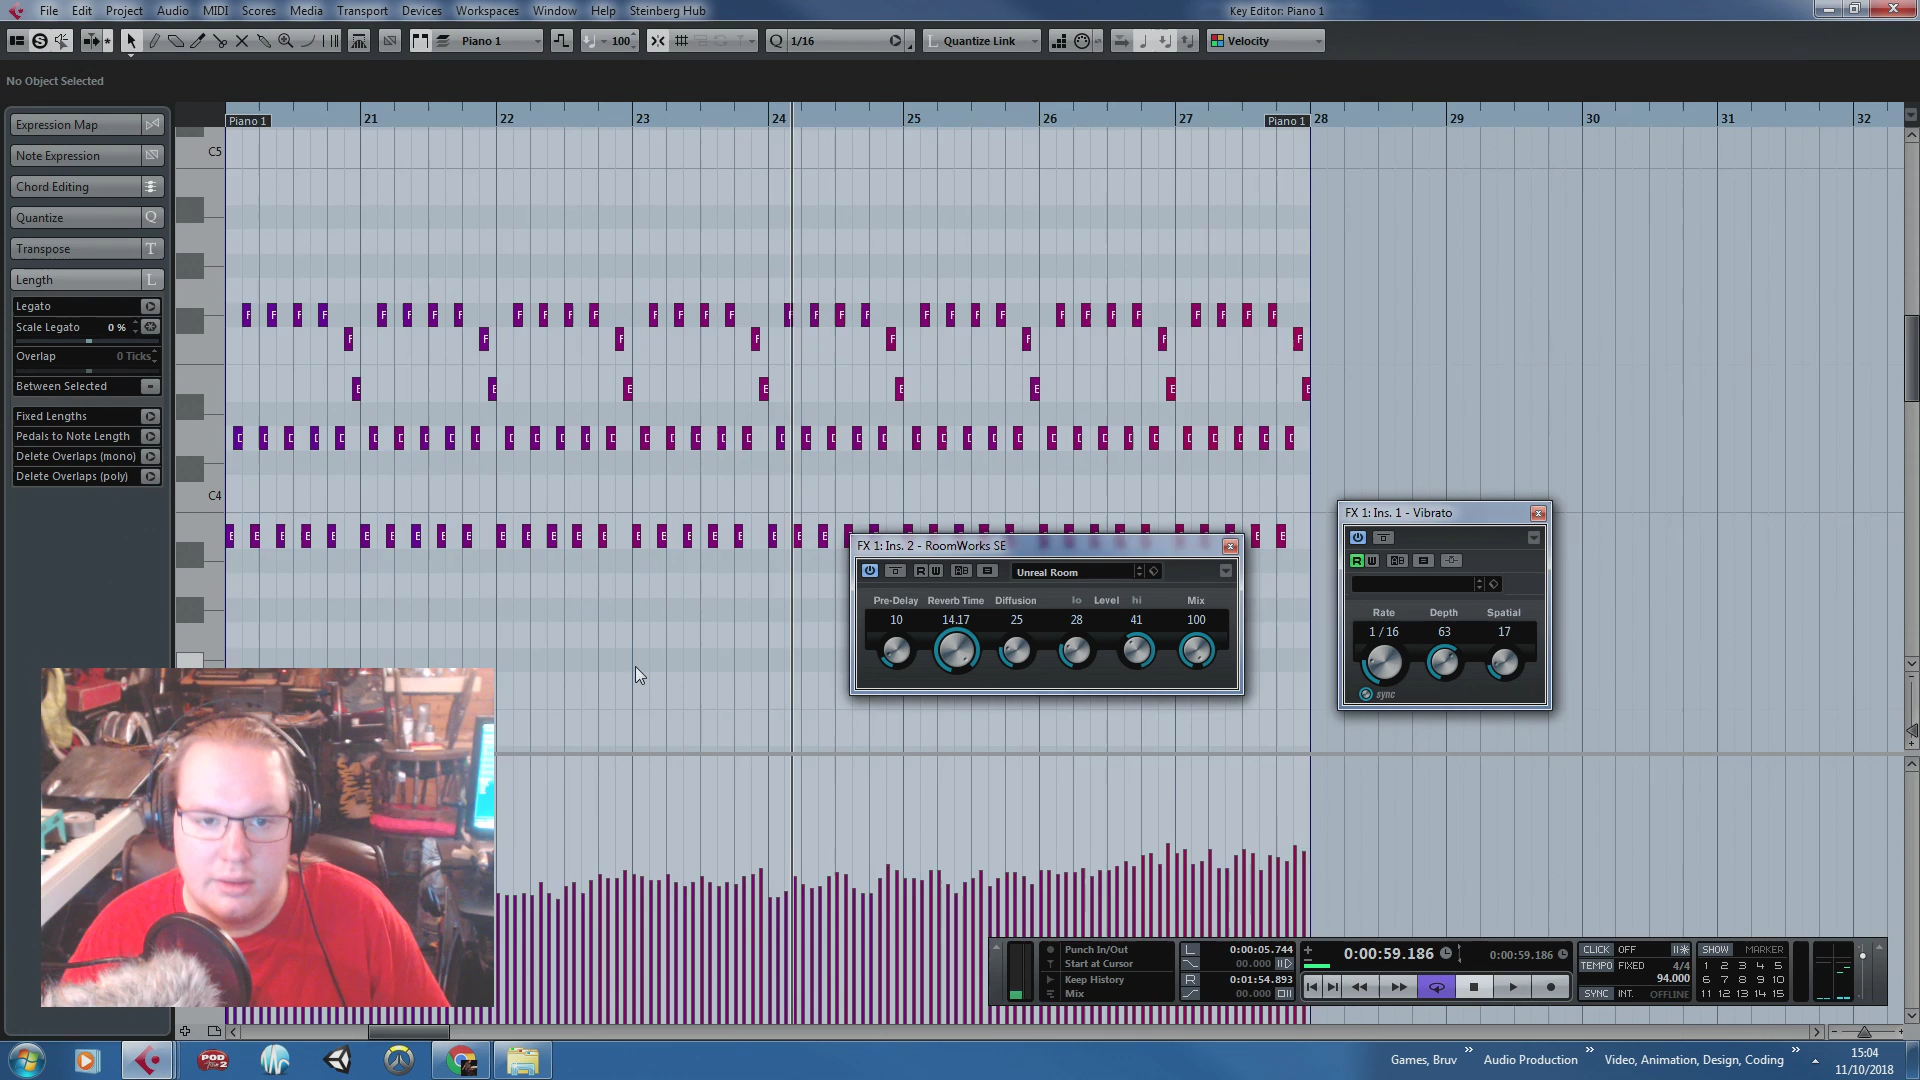 File Edit Project Audio MIDI Scores Media Transport Devices Workspaces Window Help Steinberg Hub
Key Editor: Piano 1
Piano 1
100
Q 1/16
L Quantize Link
Velocity
No Object Selected
Expression Map
Note Expression
Chord Editing
Quantize Q
Transpose T
Length L
Legato
Scale Legato 0 %
Overlap 0 Ticks
Between Selected
Fixed Lengths
Pedals to Note Length
Delete Overlaps (mono)
Delete Overlaps (poly)
21 22 23 24 25 26 27 28 29 30 31 32
Piano 1 Piano 1
C5
C4
FX 1: Ins. 2 - RoomWorks SE
R W
Unreal Room
Pre-Delay Reverb Time Diffusion lo Level hi Mix
10 14.17 25 28 41 100
FX 1: Ins. 1 - Vibrato
R W
Rate Depth Spatial
1 / 16 63 17
sync
Punch In/Out
Start at Cursor
Keep History
Mix
L 0:00:05.744
00.000
R 0:01:54.893
00.000
0:00:59.186
0:00:59.186
CLICK OFF
TEMPO FIXED 4/4
94.000
SYNC INT. OFFLINE
SHOW MARKER
1 2 3 4 5
6 7 8 9 10
11 12 13 14 15
POD
Games, Bruv
Audio Production
Video, Animation, Design, Coding
15:04
11/10/2018